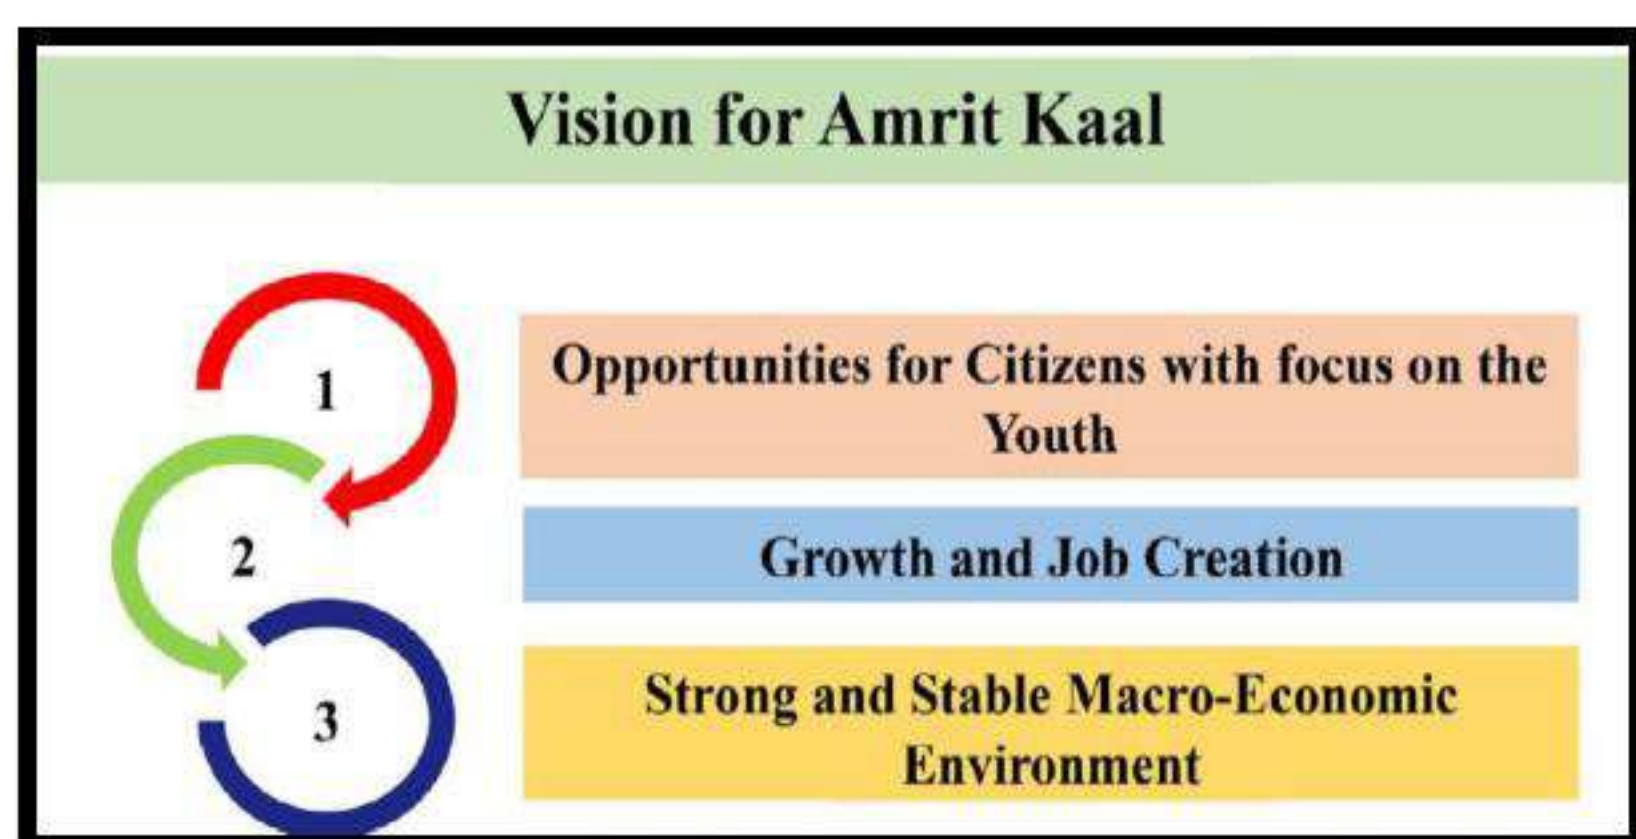 Vision for Amrit Kaal
1
Opportunities for Citizens with focus on the
Youth
2
Growth and Job Creation
3
Strong and Stable Macro-Economic
Environment